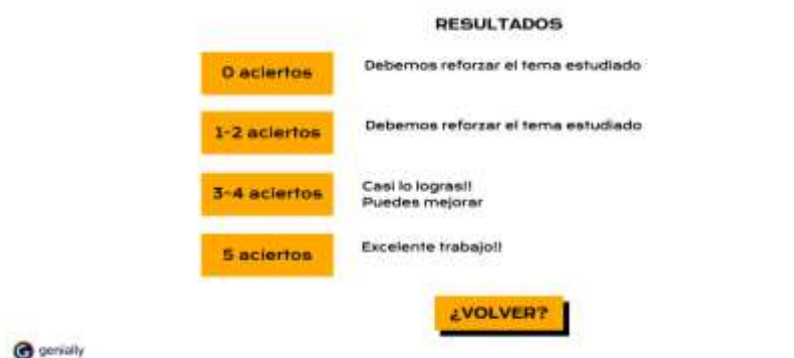 RESULTADOS
0 aciertos
Debemos reforzar el tema estudiado
1-2 aciertos
Debemos reforzar el tema estudiado
3-4 aciertos
Casi lo logras!!
Puedes mejorar
5 aciertos
Excelente trabajo!!
¿VOLVER?
genially